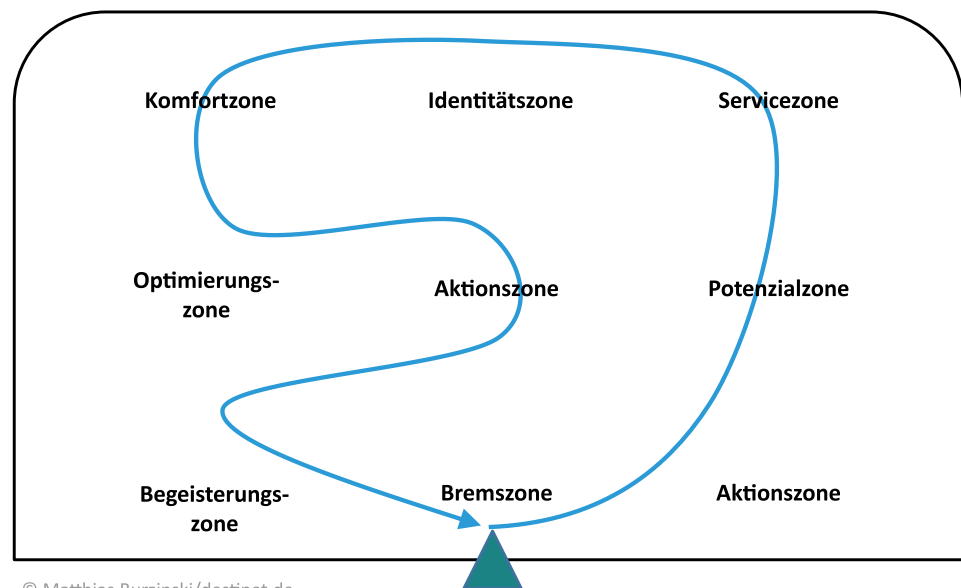 Komfortzone
Identitätszone
Servicezone
Optimierungs-
zone
Aktionszone
Potenzialzone
Begeisterungs-
zone
Bremszone
Aktionszone